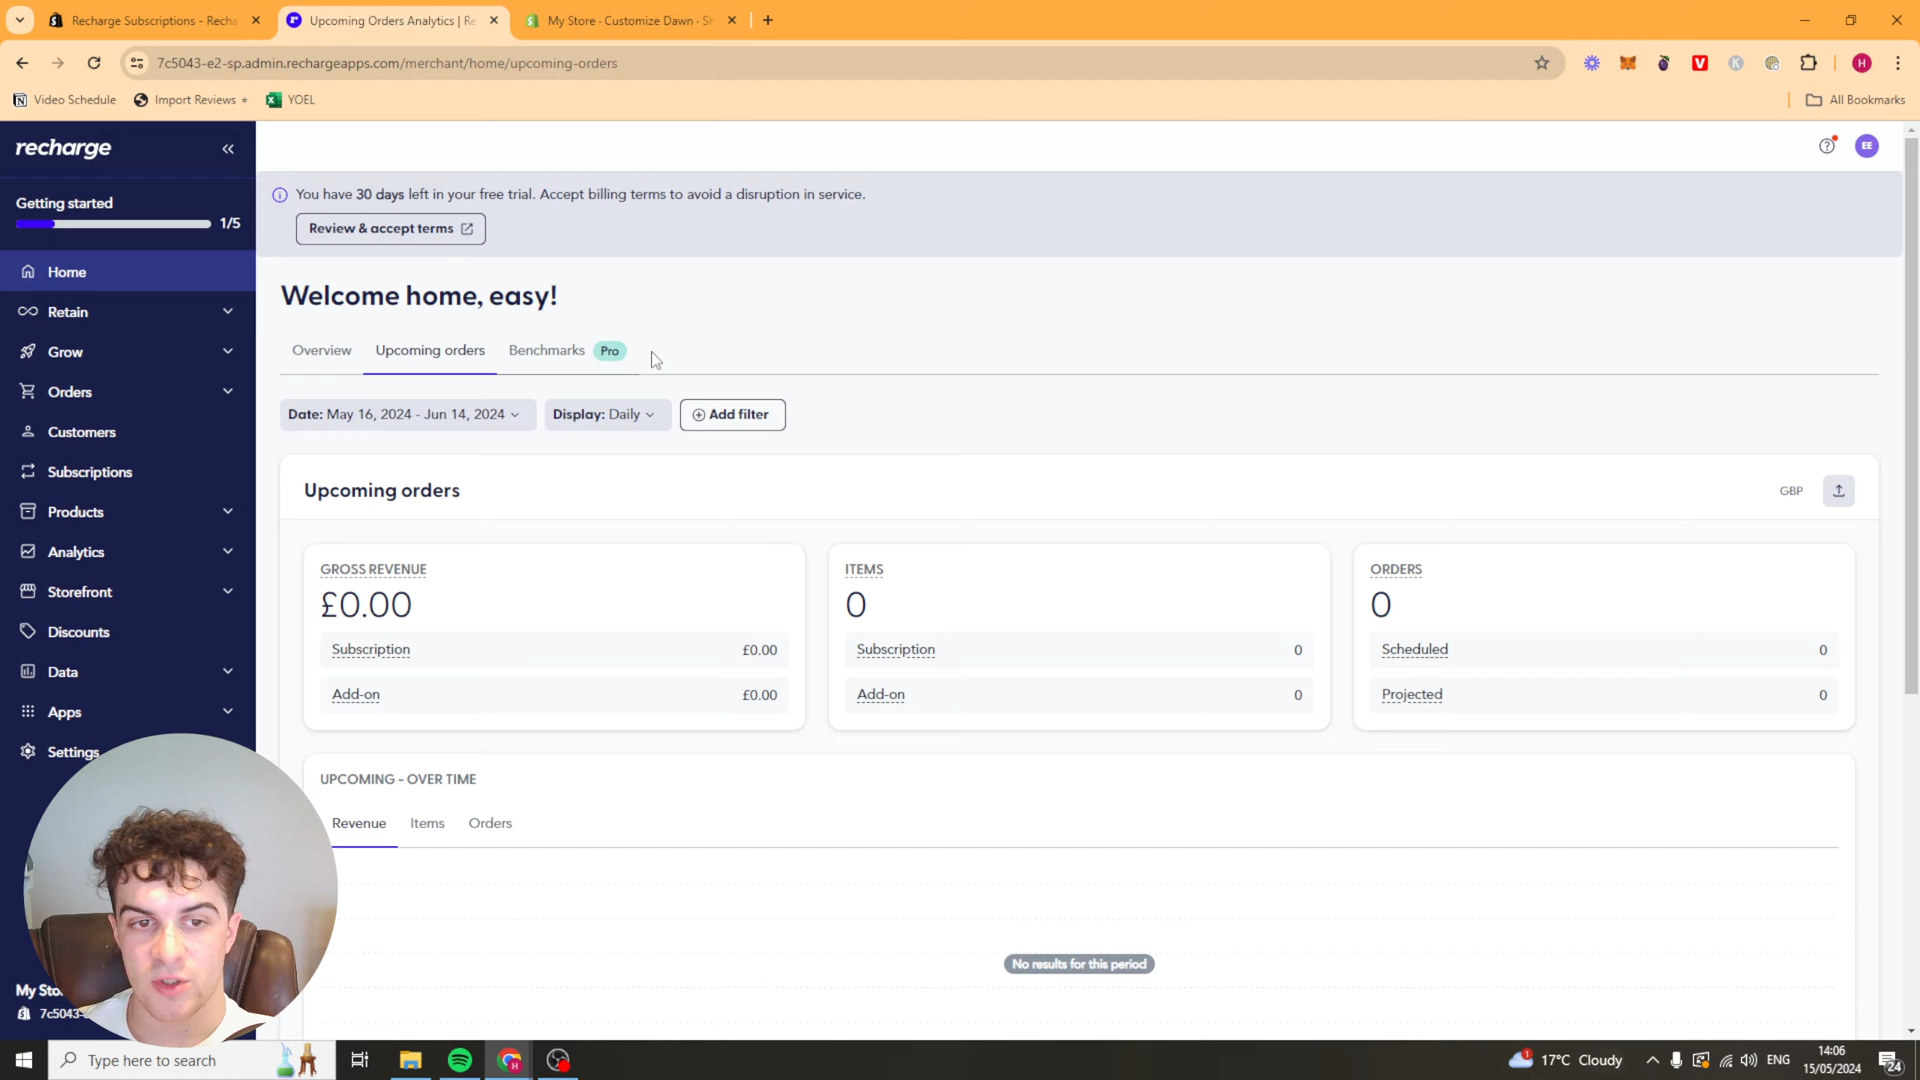 Recharge Subscriptions - Recha
Upcoming Orders Analytics | Re
My Store · Customize Dawn · Sh
7c5043-e2-sp.admin.rechargeapps.com/merchant/home/upcoming-orders
H
Video Schedule
Import Reviews
YOEL
All Bookmarks
recharge
EE
Getting started
1/5
You have 30 days left in your free trial. Accept billing terms to avoid a disruption in service.
Review & accept terms
Home
Retain
Grow
Orders
Customers
Subscriptions
Products
Analytics
Storefront
Discounts
Data
Apps
Settings
My Sto
7c5043-
Welcome home, easy!
Overview
Upcoming orders
Benchmarks Pro
Date: May 16, 2024 - Jun 14, 2024
Display: Daily
Add filter
Upcoming orders
GBP
GROSS REVENUE
£0.00
Subscription £0.00
Add-on £0.00
ITEMS
0
Subscription 0
Add-on 0
ORDERS
0
Scheduled 0
Projected 0
UPCOMING - OVER TIME
Revenue
Items
Orders
No results for this period
Type here to search
1
17°C Cloudy
ENG
14:06
15/05/2024
24